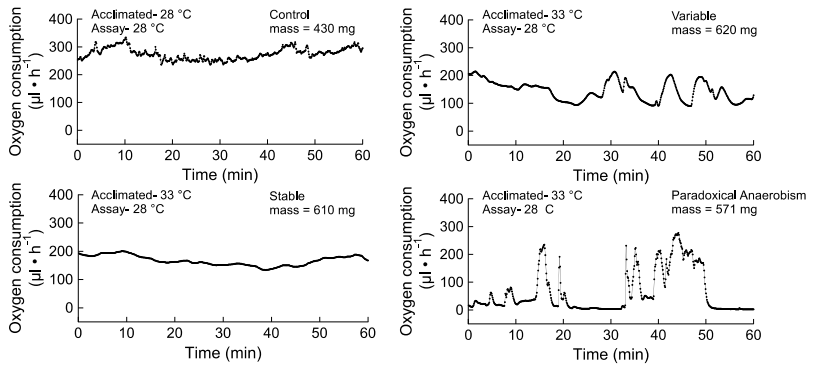 Acclimated- 28 °C
Assay- 28 °C
Control
mass = 430 mg
Oxygen consumption
(µl • h⁻¹)
400
300
200
100
0
0 10 20 30 40 50 60
Time (min)
Acclimated- 33 °C
Assay- 28 °C
Variable
mass = 620 mg
Oxygen consumption
(µl • h⁻¹)
400
300
200
100
0
0 10 20 30 40 50 60
Time (min)
Acclimated- 33 °C
Assay- 28 °C
Stable
mass = 610 mg
Oxygen consumption
(µl • h⁻¹)
400
300
200
100
0
0 10 20 30 40 50 60
Time (min)
Acclimated- 33 °C
Assay- 28 C
Paradoxical Anaerobism
mass = 571 mg
Oxygen consumption
(µl • h⁻¹)
400
300
200
100
0
0 10 20 30 40 50 60
Time (min)